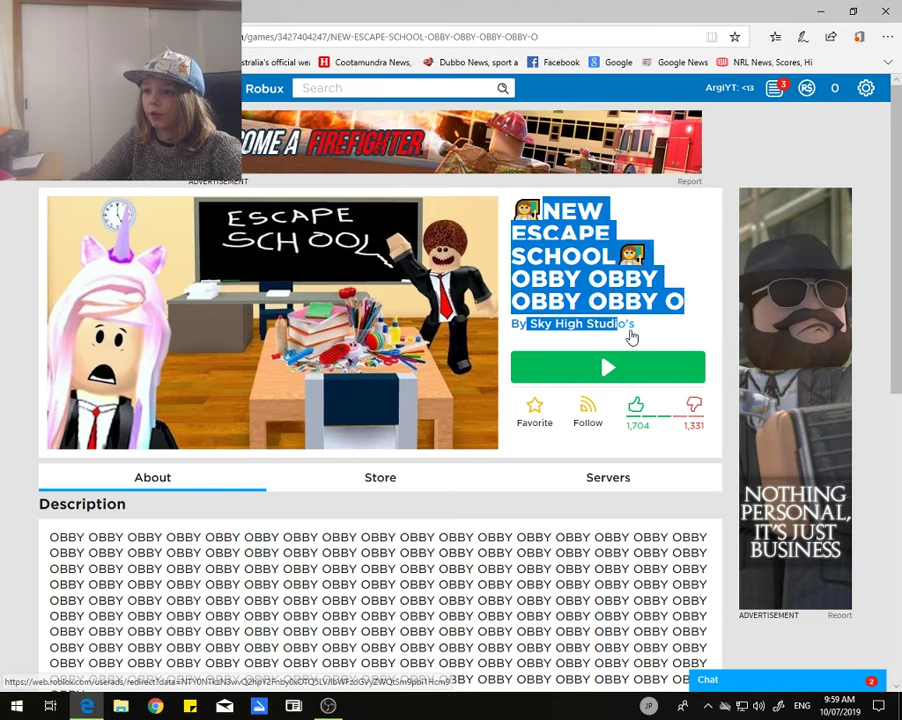 n/games/3427404247/NEW-ESCAPE-SCHOOL-OBBY-OBBY-OBBY-OBBY-O
stralia's official wel
Cootamundra News,
Dubbo News, sport a
Facebook
Google
Google News
NRL News, Scores, Hi
Robux
Search
ArgiYT: <13
3
R$
0
OME A FIREFIGHTER
ADVERTISEMENT
Report
ESCAPE
SCHOOL
NEW
ESCAPE
SCHOOL
OBBY OBBY
OBBY OBBY O
By Sky High Studio's
Favorite
Follow
1,704
1,331
NOTHING
PERSONAL,
IT'S JUST
BUSINESS
ADVERTISEMENT
Report
About
Store
Servers
Description
OBBY OBBY OBBY OBBY OBBY OBBY OBBY OBBY OBBY OBBY OBBY OBBY OBBY OBBY OBBY OBBY OBBY
OBBY OBBY OBBY OBBY OBBY OBBY OBBY OBBY OBBY OBBY OBBY OBBY OBBY OBBY OBBY OBBY OBBY
OBBY OBBY OBBY OBBY OBBY OBBY OBBY OBBY OBBY OBBY OBBY OBBY OBBY OBBY OBBY OBBY OBBY
OBBY OBBY OBBY OBBY OBBY OBBY OBBY OBBY OBBY OBBY OBBY OBBY OBBY OBBY OBBY OBBY OBBY
OBBY OBBY OBBY OBBY OBBY OBBY OBBY OBBY OBBY OBBY OBBY OBBY OBBY OBBY OBBY OBBY OBBY
OBBY OBBY OBBY OBBY OBBY OBBY OBBY OBBY OBBY OBBY OBBY OBBY OBBY OBBY OBBY OBBY OBBY
OBBY OBBY OBBY OBBY OBBY OBBY OBBY OBBY OBBY OBBY OBBY OBBY OBBY OBBY OBBY OBBY OBBY
OBBY OBBY OBBY OBBY OBBY OBBY OBBY OBBY OBBY OBBY OBBY OBBY OBBY OBBY OBBY OBBY OBBY
OBBY OBBY OBBY OBBY OBBY OBBY OBBY OBBY OBBY OBBY OBBY OBBY OBBY OBBY OBBY OBBY OBBY
OBBY OBBY OBBY OBBY OBBY
Chat
2
JP
ENG
9:59 AM
10/07/2019